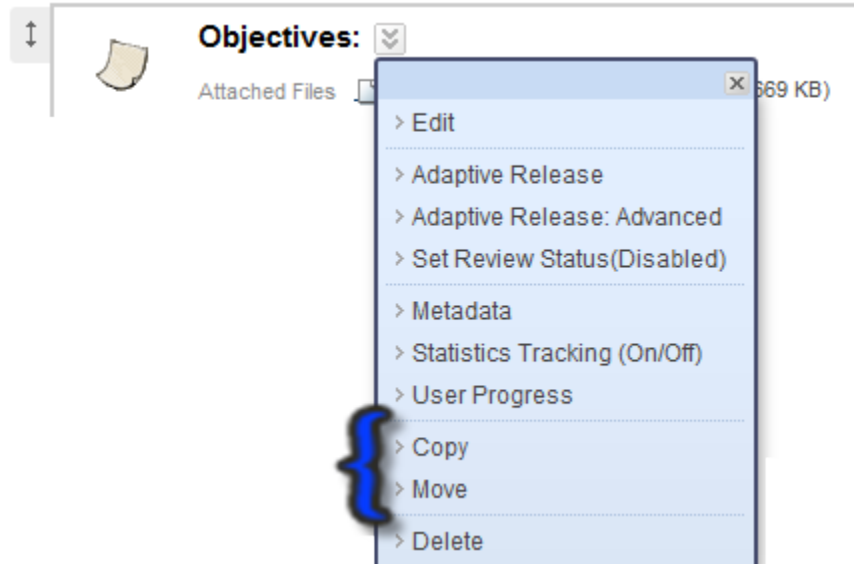 Objectives:
Attached Files 669 KB)
Edit
Adaptive Release
Adaptive Release: Advanced
Set Review Status(Disabled)
Metadata
Statistics Tracking (On/Off)
User Progress
Copy
Move
Delete